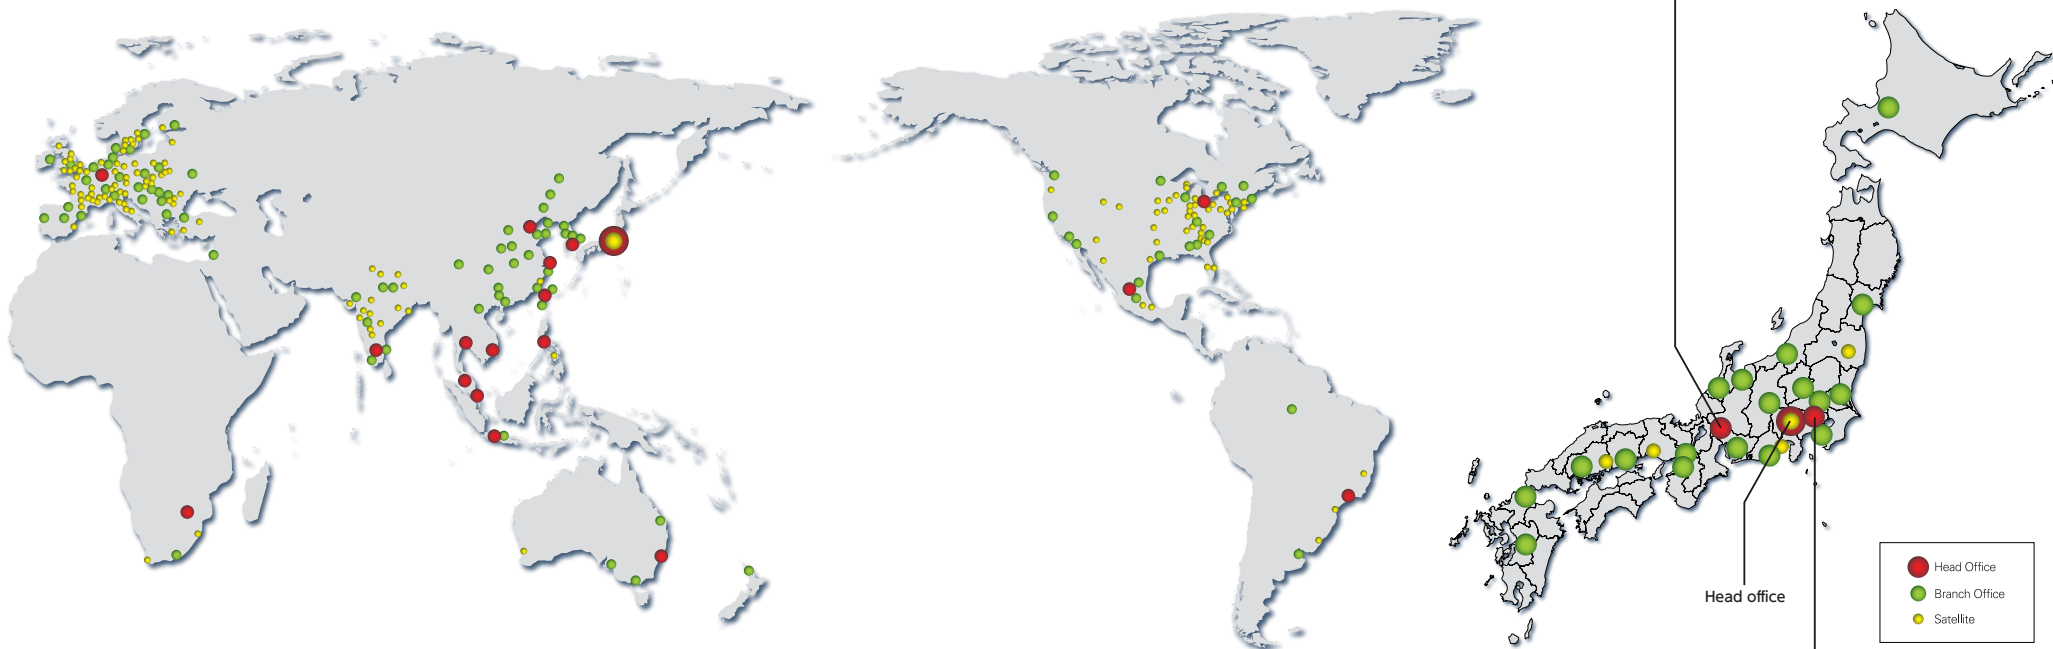 Head office
Head Office
Branch Office
Satellite